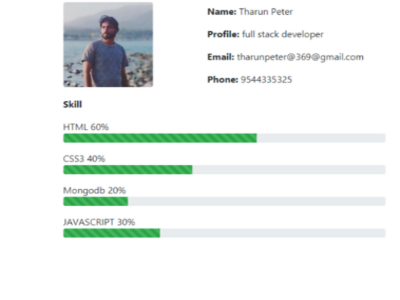 Name: Tharun Peter
Profile: full stack developer
Email: tharunpeter@369@gmail.com
Phone: 9544335325
Skill
HTML 60%
CSS3 40%
Mongodb 20%
JAVASCRIPT 30%